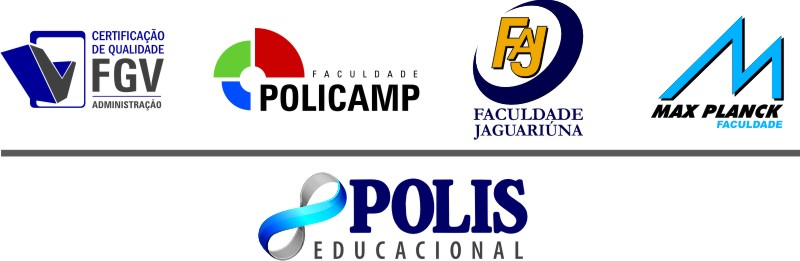 CERTIFICAÇÃO
DE QUALIDADE
FGV
ADMINISTRAÇÃO
FACULDADE
POLICAMP
FAJ
FACULDADE
JAGUARIÚNA
MAX PLANCK
FACULDADE
POLIS
EDUCACIONAL